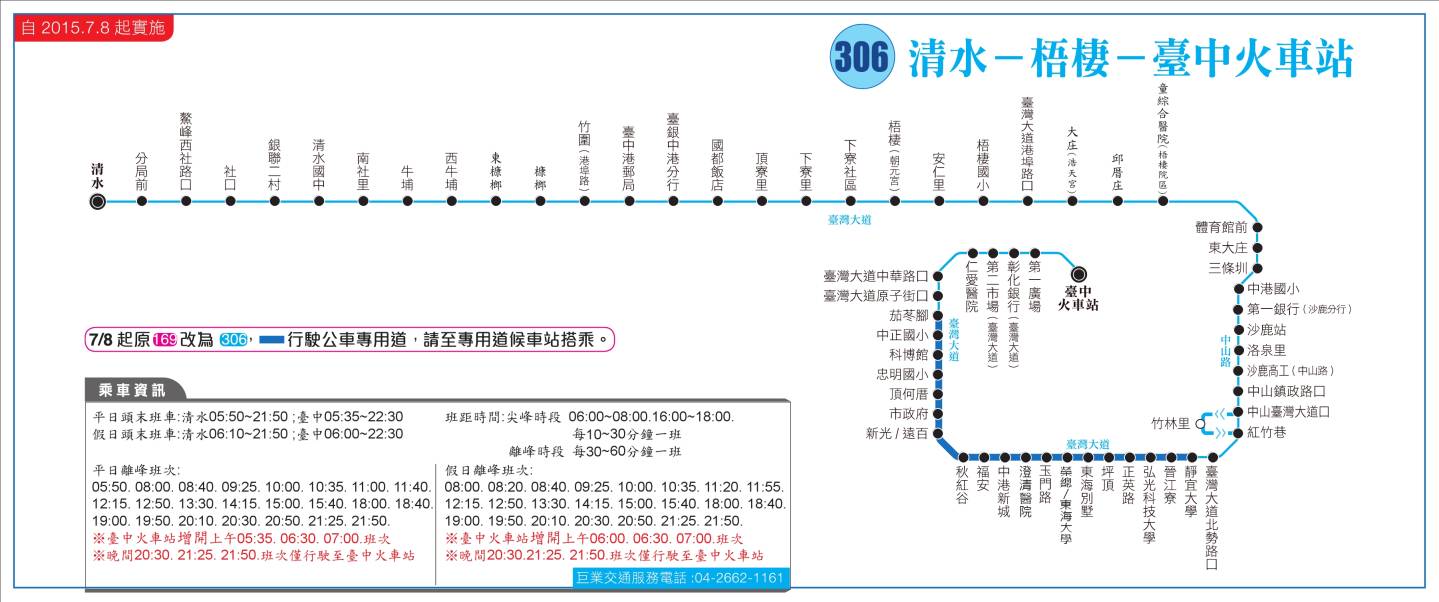 自 2015.7.8 起實施
306 清水－梧棲－臺中火車站
清水
分局前
鰲峰西社路口
社口
銀聯二村
清水國中
南社里
牛埔
西牛埔
東槺榔
槺榔
竹圍（港埠路）
臺中港郵局
臺銀中港分行
國都飯店
頂寮里
下寮里
下寮社區
梧棲（朝元宮）
安仁里
梧棲國小
臺灣大道港埠路口
大庄（浩天宮）
邱厝庄
童綜合醫院（梧棲院區）
臺灣大道
體育館前
東大庄
三條圳
中港國小
第一銀行（沙鹿分行）
沙鹿站
洛泉里
沙鹿高工（中山路）
中山鎮政路口
中山臺灣大道口
紅竹巷
中山路
竹林里
臺灣大道北勢路口
靜宜大學
晉江寮
弘光科技大學
正英路
坪頂
東海別墅
榮總/東海大學
玉門路
澄清醫院
中港新城
福安
秋紅谷
臺灣大道
新光/遠百
市政府
頂何厝
忠明國小
科博館
中正國小
茄苳腳
臺灣大道原子街口
臺灣大道中華路口
臺灣大道
仁愛醫院
第二市場（臺灣大道）
彰化銀行（臺灣大道）
第一廣場
臺中
火車站
7/8 起原 169 改為 306，行駛公車專用道，請至專用道候車站搭乘。
乘車資訊
平日頭末班車:清水05:50~21:50 ;臺中05:35~22:30
假日頭末班車:清水06:10~21:50 ;臺中06:00~22:30
班距時間:尖峰時段 06:00~08:00.16:00~18:00.
每10~30分鐘一班
離峰時段 每30~60分鐘一班
平日離峰班次:
05:50. 08:00. 08:40. 09:25. 10:00. 10:35. 11:00. 11:40.
12:15. 12:50. 13:30. 14:15. 15:00. 15:40. 18:00. 18:40.
19:00. 19:50. 20:10. 20:30. 20:50. 21:25. 21:50.
※臺中火車站增開上午05:35. 06:30. 07:00.班次
※晚間20:30. 21:25. 21:50.班次僅行駛至臺中火車站
假日離峰班次:
08:00. 08:20. 08:40. 09:25. 10:00. 10:35. 11:20. 11:55.
12:15. 12:50. 13:30. 14:15. 15:00. 15:40. 18:00. 18:40.
19:00. 19:50. 20:10. 20:30. 20:50. 21:25. 21:50.
※臺中火車站增開上午06:00. 06:30. 07:00.班次
※晚間20:30.21:25. 21:50.班次僅行駛至臺中火車站
巨業交通服務電話 :04-2662-1161